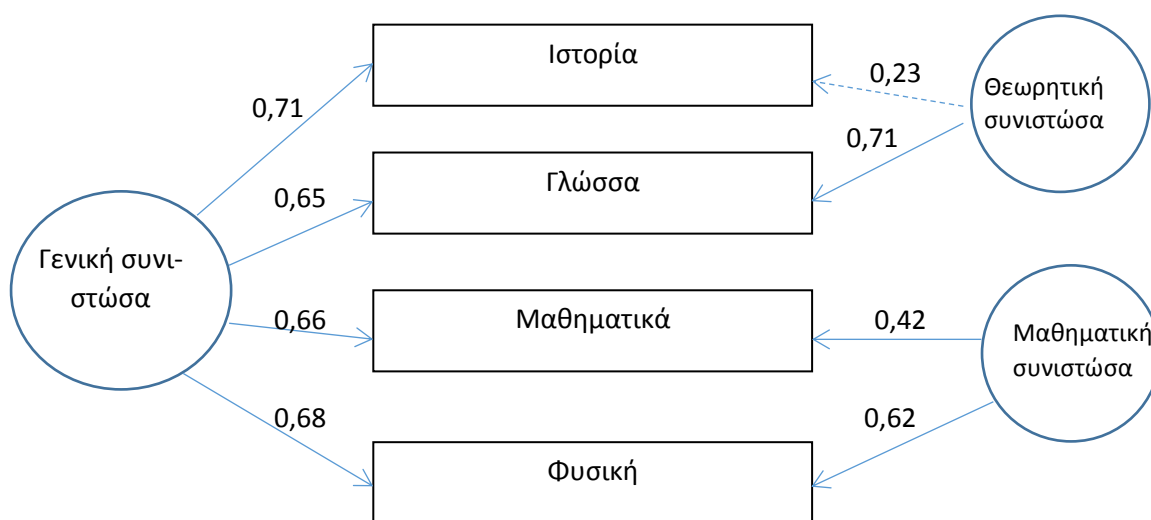 Ιστορία
0,23
Θεωρητική
συνιστώσα
0,71
0,71
Γλώσσα
0,65
Γενική συνι-
στώσα
Μαθηματικά
0,66
0,42
Μαθηματική
συνιστώσα
0,68
0,62
Φυσική